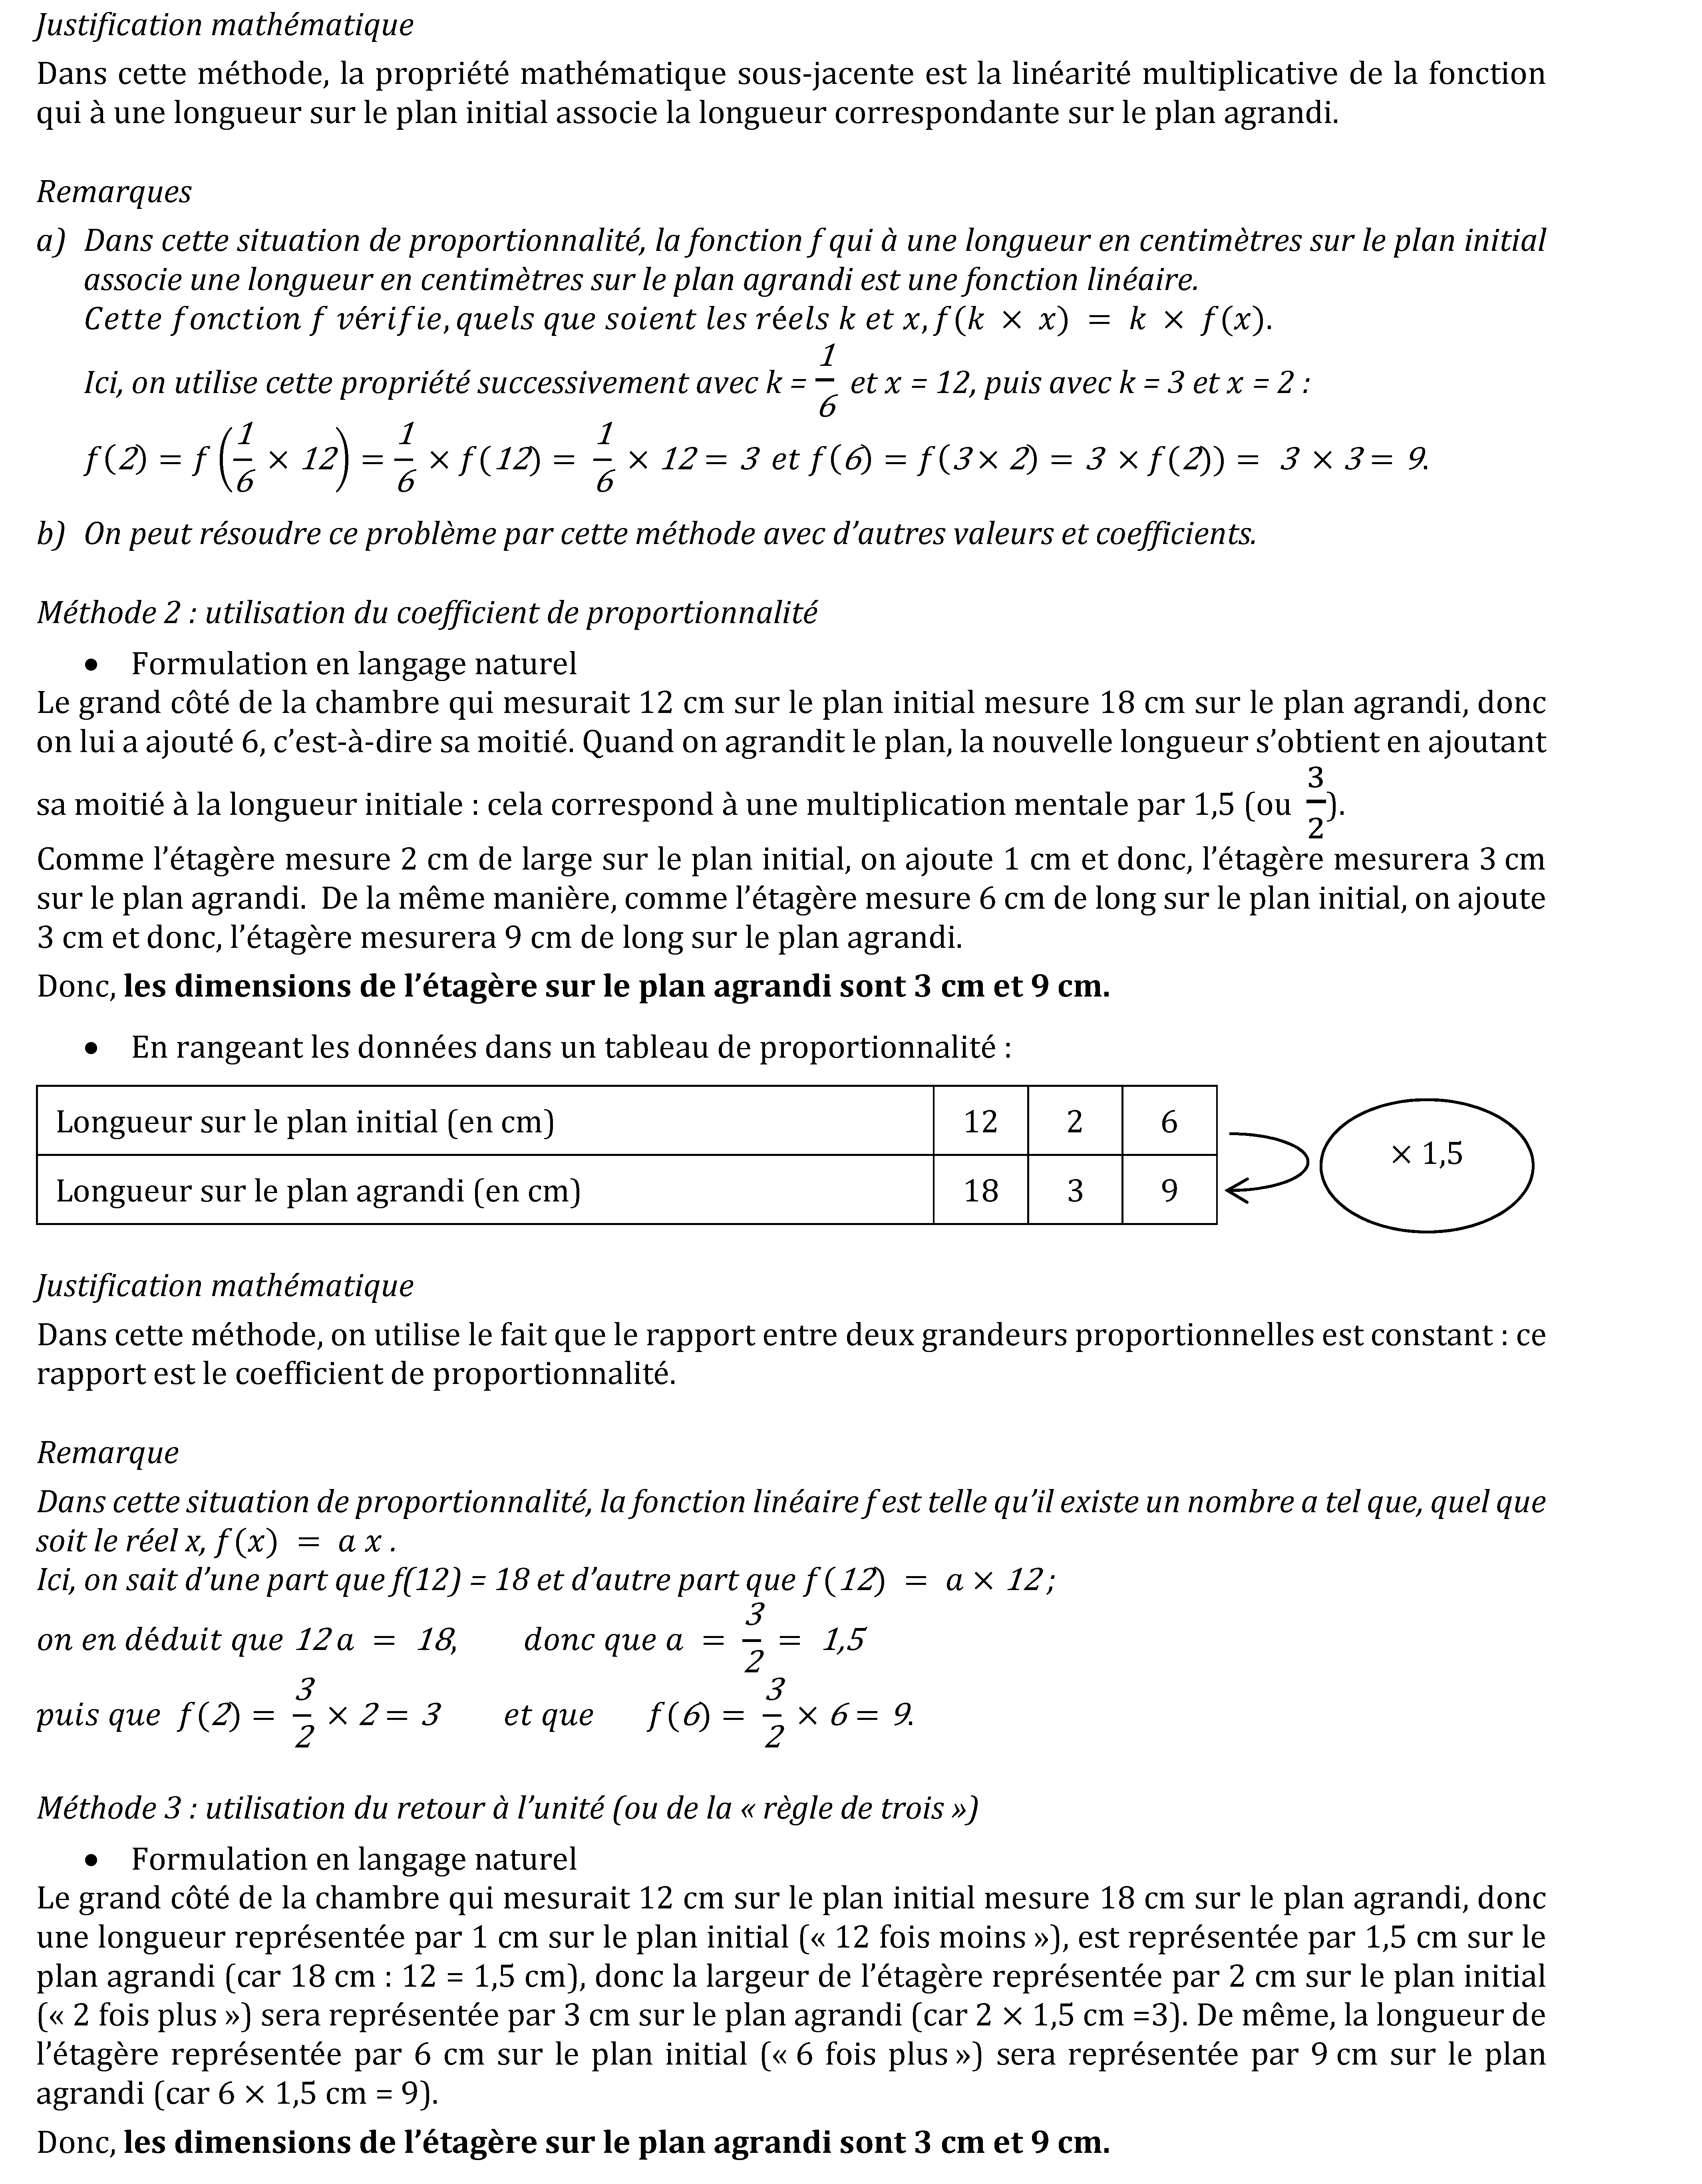 Justification mathématique
Dans cette méthode, la propriété mathématique sous-jacente est la linéarité multiplicative de la fonction
qui à une longueur sur le plan initial associe la longueur correspondante sur le plan agrandi.
Remarques
a) Dans cette situation de proportionnalité, la fonction f qui à une longueur en centimètres sur le plan initial
associe une longueur en centimètres sur le plan agrandi est une fonction linéaire.
Cette fonction f vérifie, quels que soient les réels k et x, f(k × x) = k × f(x).
Ici, on utilise cette propriété successivement avec k = 1/6 et x = 12, puis avec k = 3 et x = 2 :
f(2) = f(1/6 × 12) = 1/6 × f(12) = 1/6 × 12 = 3 et f(6) = f(3 × 2) = 3 × f(2)) = 3 × 3 = 9.
b) On peut résoudre ce problème par cette méthode avec d’autres valeurs et coefficients.
Méthode 2 : utilisation du coefficient de proportionnalité
• Formulation en langage naturel
Le grand côté de la chambre qui mesurait 12 cm sur le plan initial mesure 18 cm sur le plan agrandi, donc
on lui a ajouté 6, c’est-à-dire sa moitié. Quand on agrandit le plan, la nouvelle longueur s’obtient en ajoutant
sa moitié à la longueur initiale : cela correspond à une multiplication mentale par 1,5 (ou 3/2).
Comme l’étagère mesure 2 cm de large sur le plan initial, on ajoute 1 cm et donc, l’étagère mesurera 3 cm
sur le plan agrandi. De la même manière, comme l’étagère mesure 6 cm de long sur le plan initial, on ajoute
3 cm et donc, l’étagère mesurera 9 cm de long sur le plan agrandi.
Donc, les dimensions de l’étagère sur le plan agrandi sont 3 cm et 9 cm.
• En rangeant les données dans un tableau de proportionnalité :
Longueur sur le plan initial (en cm) 12 2 6
× 1,5
Longueur sur le plan agrandi (en cm) 18 3 9
Justification mathématique
Dans cette méthode, on utilise le fait que le rapport entre deux grandeurs proportionnelles est constant : ce
rapport est le coefficient de proportionnalité.
Remarque
Dans cette situation de proportionnalité, la fonction linéaire f est telle qu’il existe un nombre a tel que, quel que
soit le réel x, f(x) = a x .
Ici, on sait d’une part que f(12) = 18 et d’autre part que f(12) = a × 12 ;
on en déduit que 12 a = 18, donc que a = 3/2 = 1,5
puis que f(2) = 3/2 × 2 = 3 et que f(6) = 3/2 × 6 = 9.
Méthode 3 : utilisation du retour à l’unité (ou de la « règle de trois »)
• Formulation en langage naturel
Le grand côté de la chambre qui mesurait 12 cm sur le plan initial mesure 18 cm sur le plan agrandi, donc
une longueur représentée par 1 cm sur le plan initial (« 12 fois moins »), est représentée par 1,5 cm sur le
plan agrandi (car 18 cm : 12 = 1,5 cm), donc la largeur de l’étagère représentée par 2 cm sur le plan initial
(« 2 fois plus ») sera représentée par 3 cm sur le plan agrandi (car 2 × 1,5 cm =3). De même, la longueur de
l’étagère représentée par 6 cm sur le plan initial (« 6 fois plus ») sera représentée par 9 cm sur le plan
agrandi (car 6 × 1,5 cm = 9).
Donc, les dimensions de l’étagère sur le plan agrandi sont 3 cm et 9 cm.